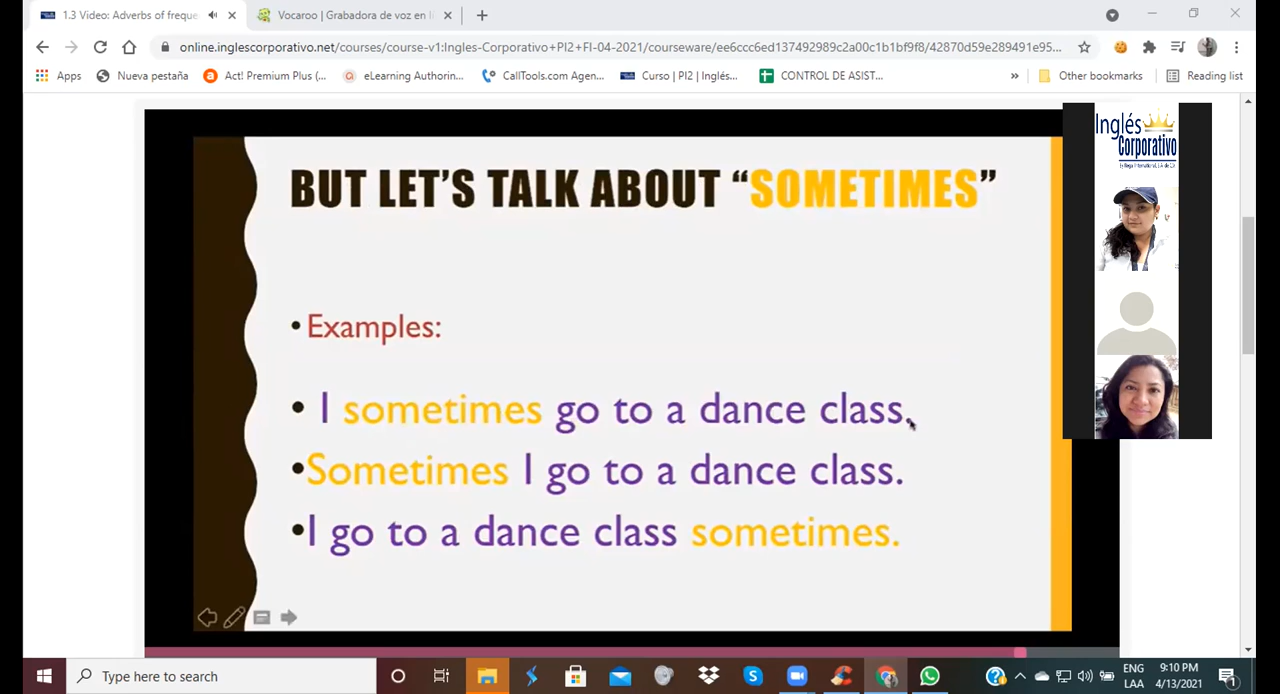 1.3 Video: Adverbs of freque
Vocaroo | Grabadora de voz en l
online.inglescorporativo.net/courses/course-v1:Ingles-Corporativo+PI2+FI-04-2021/courseware/ee6ccc6ed137492989c2a00c1b1bf9f8/42870d59e289491e95...
Apps
Nueva pestaña
Act! Premium Plus (...
eLearning Authorin...
CallTools.com Agen...
Curso | PI2 | Inglés...
CONTROL DE ASIST...
»
Other bookmarks
Reading list
Inglés
Corporativo
BUT LET'S TALK ABOUT “SOMETIMES”
• Examples:
• I sometimes go to a dance class.
• Sometimes I go to a dance class.
• I go to a dance class sometimes.
Type here to search
ENG
LAA
9:10 PM
4/13/2021
1